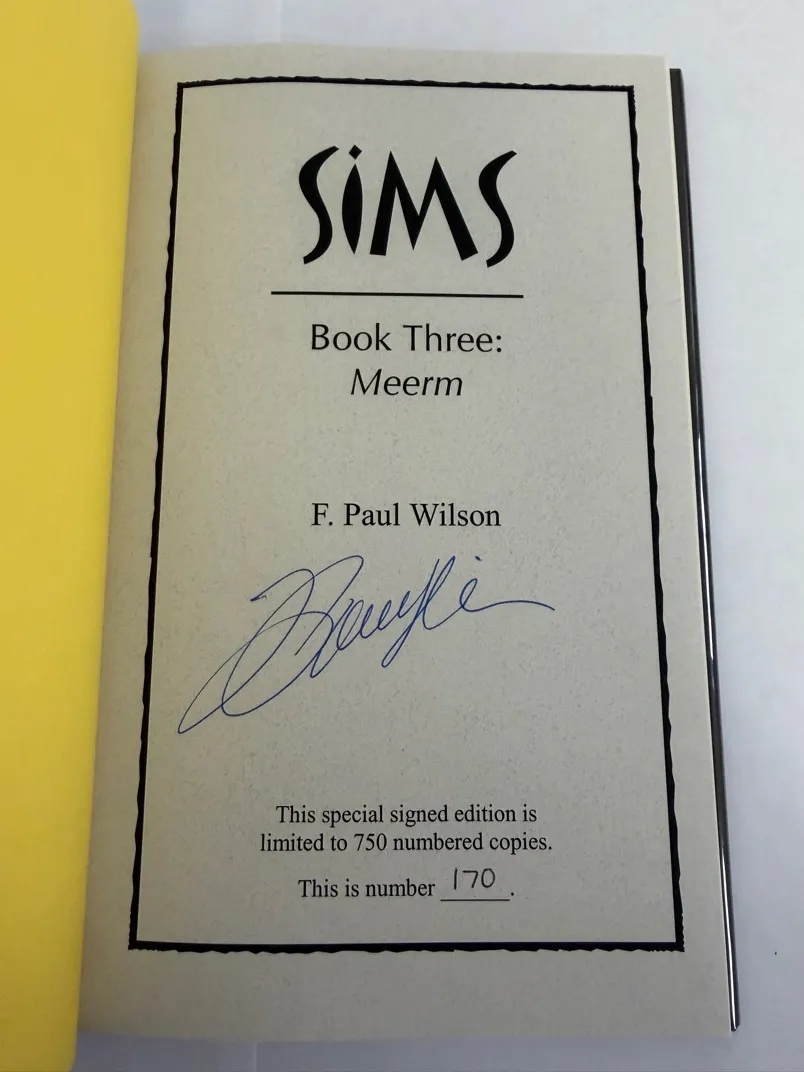 SiMS
Book Three:
Meerm
F. Paul Wilson
This special signed edition is
limited to 750 numbered copies.
This is number 170.